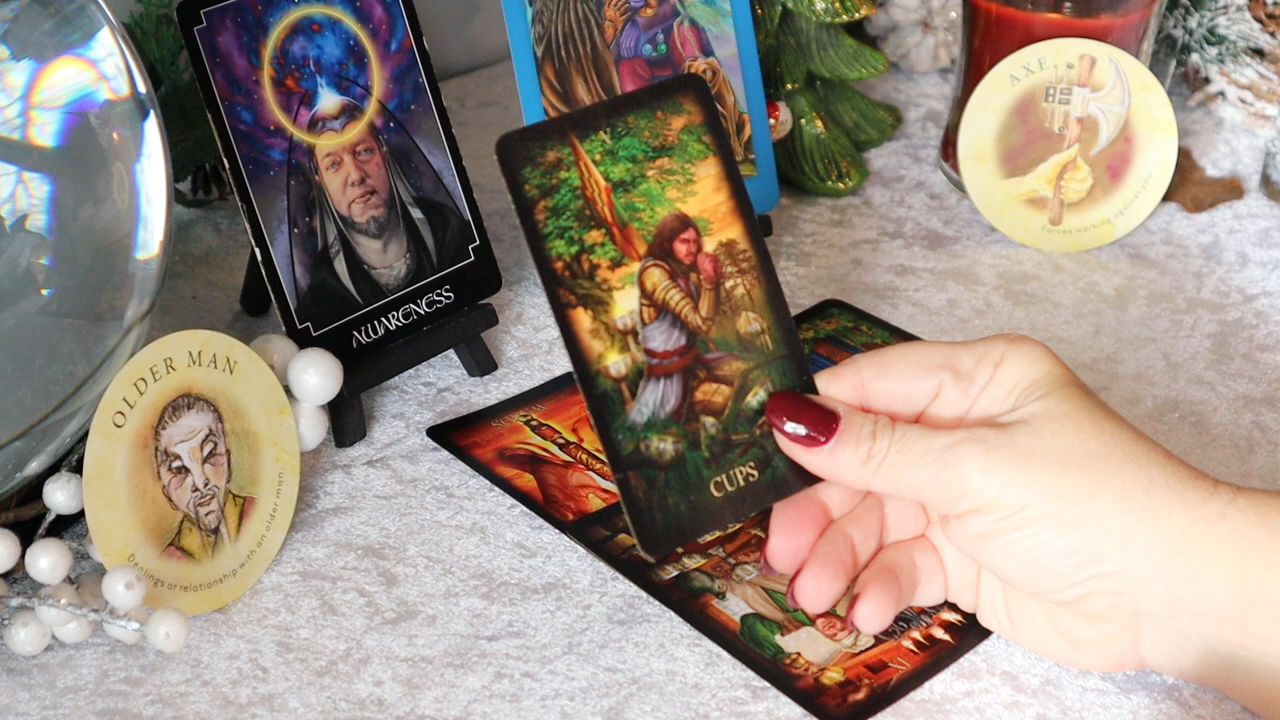 AWARENESS
AXE
Forces working against you.
OLDER MAN
Dealings or relationship with an older man.
CUPS